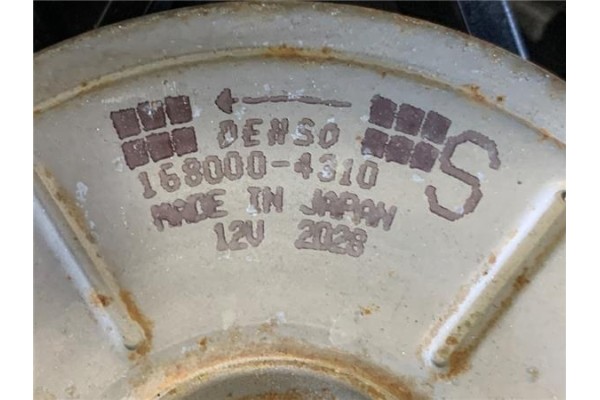 DENSO
168000-4310
MADE IN JAPAN
12V 2028
S